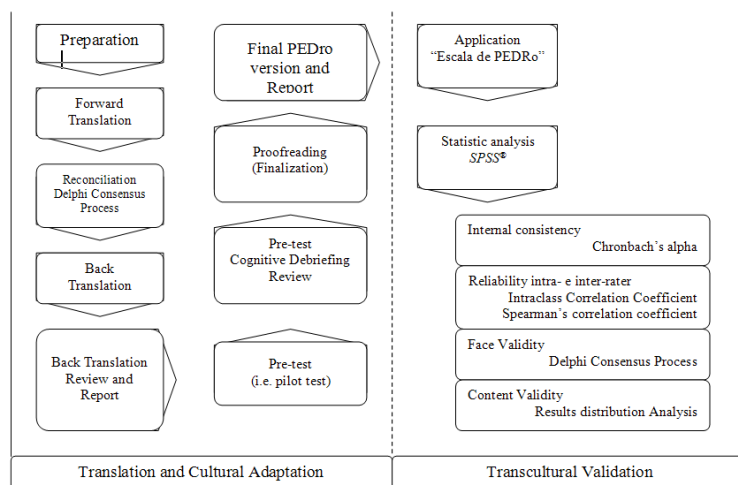 Preparation
Forward
Translation
Reconciliation
Delphi Consensus
Process
Back
Translation
Back Translation
Review and
Report
Pre-test
(i.e. pilot test)
Pre-test
Cognitive Debriefing
Review
Proofreading
(Finalization)
Final PEDro
version and
Report
Application
“Escala de PEDRo”
Statistic analysis
SPSS®
Internal consistency
Chronbach’s alpha
Reliability intra- e inter-rater
Intraclass Correlation Coefficient
Spearman’s correlation coefficient
Face Validity
Delphi Consensus Process
Content Validity
Results distribution Analysis
Translation and Cultural Adaptation
Transcultural Validation